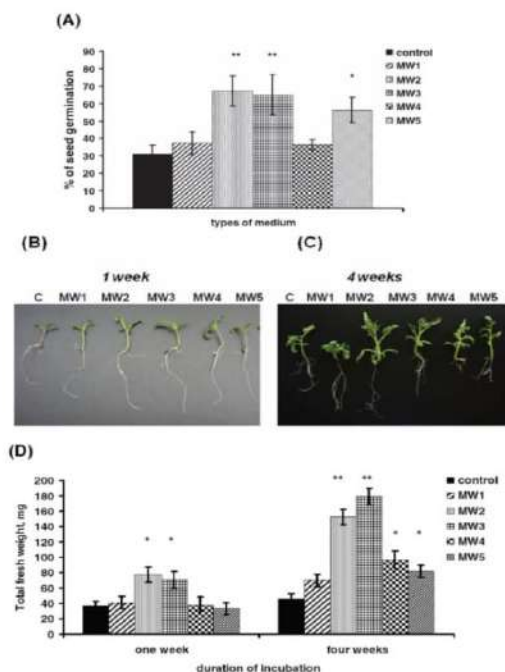 (A)
% of seed germination
90
80
70
60
50
40
30
20
10
0
** ** *
control
MW1
MW2
MW3
MW4
MW5
types of medium
(B)
1 week
C MW1 MW2 MW3 MW4 MW5
(C)
4 weeks
C MW1 MW2 MW3 MW4 MW5
(D)
Total fresh weight, mg
200
180
160
140
120
100
80
60
40
20
0
* * ** ** * *
control
MW1
MW2
MW3
MW4
MW5
one week four weeks
duration of incubation